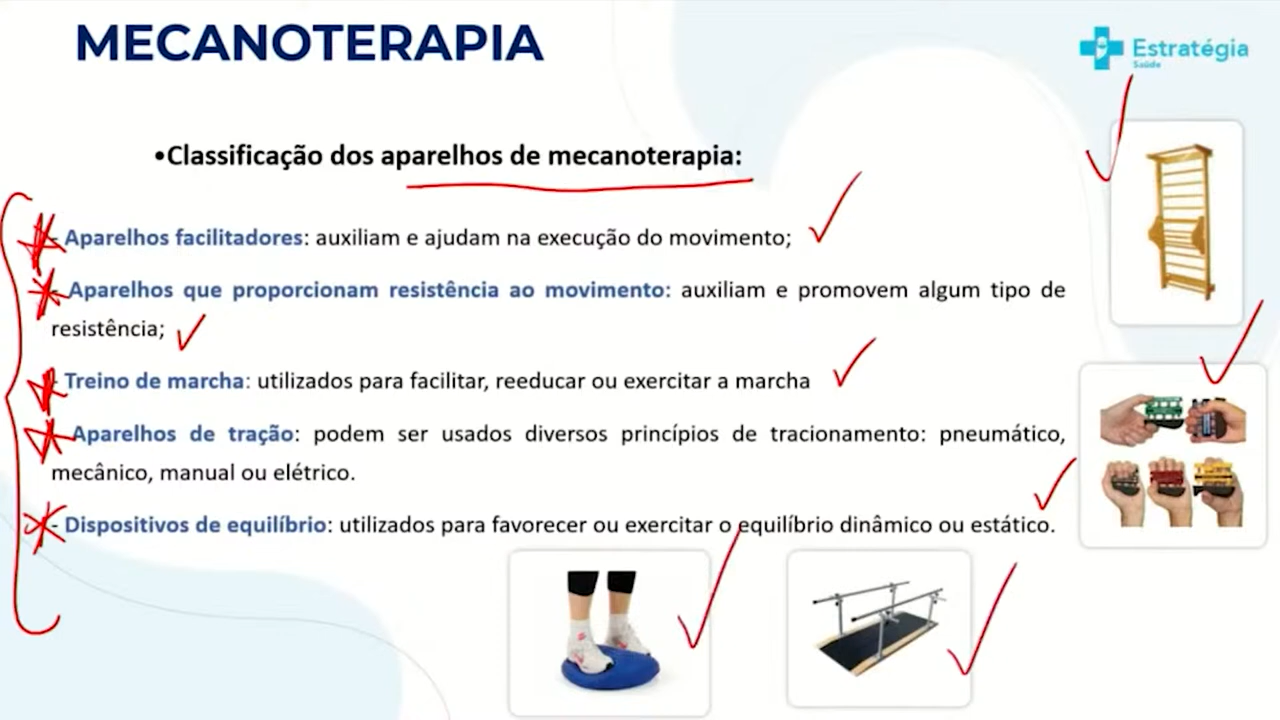 MECANOTERAPIA
Estratégia
Saúde
•Classificação dos aparelhos de mecanoterapia:
- Aparelhos facilitadores: auxiliam e ajudam na execução do movimento;
- Aparelhos que proporcionam resistência ao movimento: auxiliam e promovem algum tipo de
resistência;
- Treino de marcha: utilizados para facilitar, reeducar ou exercitar a marcha
- Aparelhos de tração: podem ser usados diversos princípios de tracionamento: pneumático,
mecânico, manual ou elétrico.
- Dispositivos de equilíbrio: utilizados para favorecer ou exercitar o equilíbrio dinâmico ou estático.